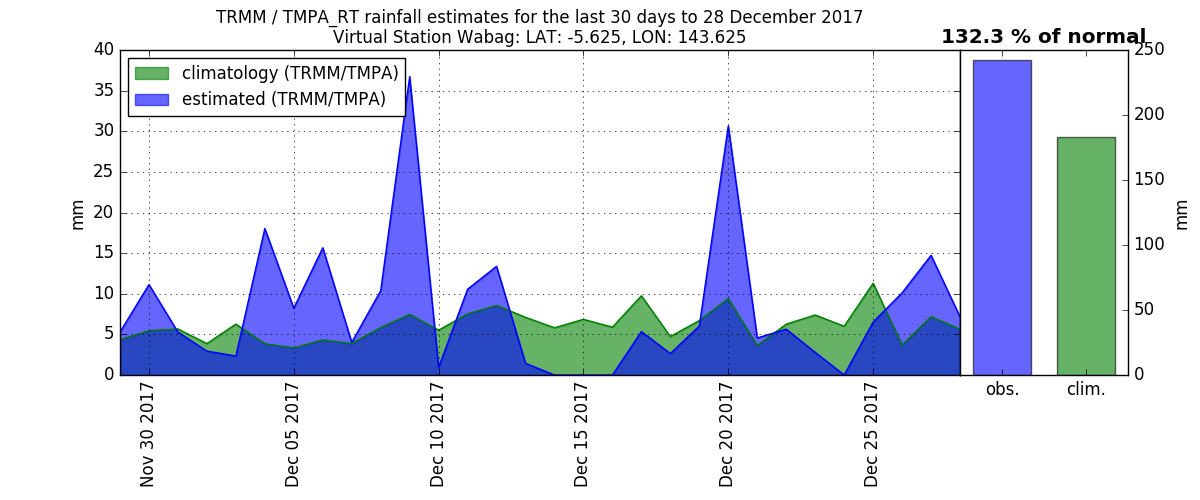 TRMM / TMPA_RT rainfall estimates for the last 30 days to 28 December 2017
Virtual Station Wabag: LAT: -5.625, LON: 143.625
132.3 % of normal
climatology (TRMM/TMPA)
estimated (TRMM/TMPA)
40
35
30
25
20
15
10
5
0
mm
250
200
150
100
50
0
mm
Nov 30 2017
Dec 05 2017
Dec 10 2017
Dec 15 2017
Dec 20 2017
Dec 25 2017
obs.
clim.